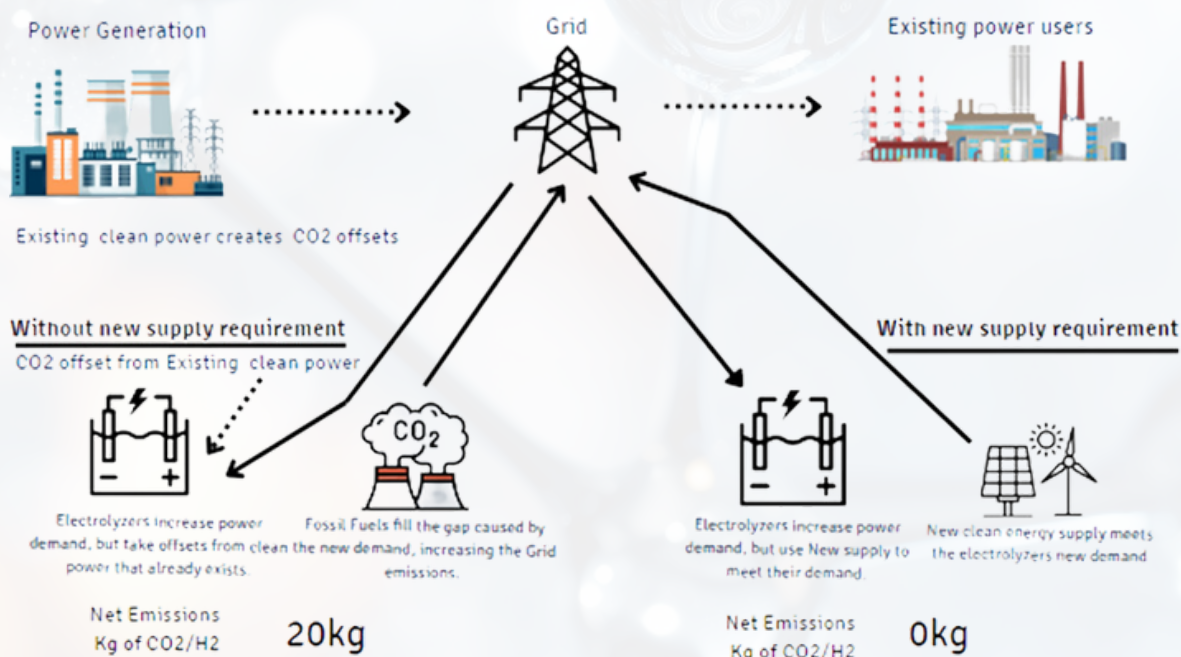 Power Generation
Grid
Existing power users
Existing clean power creates CO2 offsets
Without new supply requirement
CO2 offset from Existing clean power
CO2
Electrolyzers increase power
demand, but take offsets from clean
power that already exists.
Fossil Fuels fill the gap caused by
the new demand, increasing the Grid
emissions.
Net Emissions
Kg of CO2/H2
20kg
With new supply requirement
Electrolyzers increase power
demand, but use New supply to
meet their demand.
New clean energy supply meets
the electrolyzers new demand
Net Emissions
Kg of CO2/H2
0kg